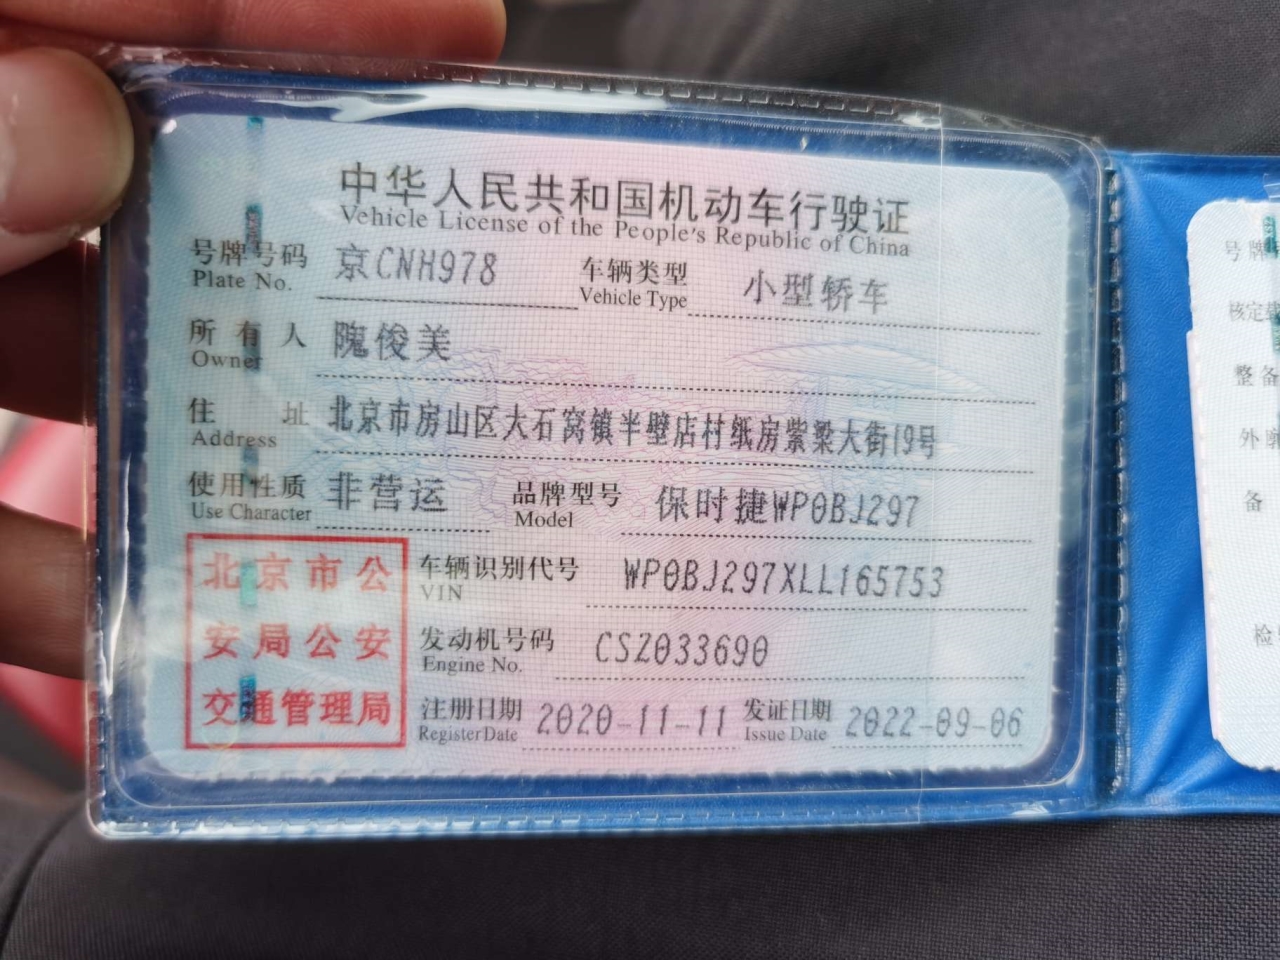 中华人民共和国机动车行驶证
Vehicle License of the People's Republic of China
号牌号码 京CNH978 车辆类型 小型轿车
Plate No. Vehicle Type
所有人 隗俊美
Owner
住址 北京市房山区大石窝镇半壁店村纸房紫梁大街19号
Address
使用性质 非营运 品牌型号 保时捷WP0BJ297
Use Character Model
车辆识别代号 WP0BJ297XLL165753
VIN
发动机号码 CSZ033690
Engine No.
注册日期 2020-11-11 发证日期 2022-09-06
Register Date Issue Date
北京市公
安局公安
交通管理局
号牌
核定
整备
外
备
检